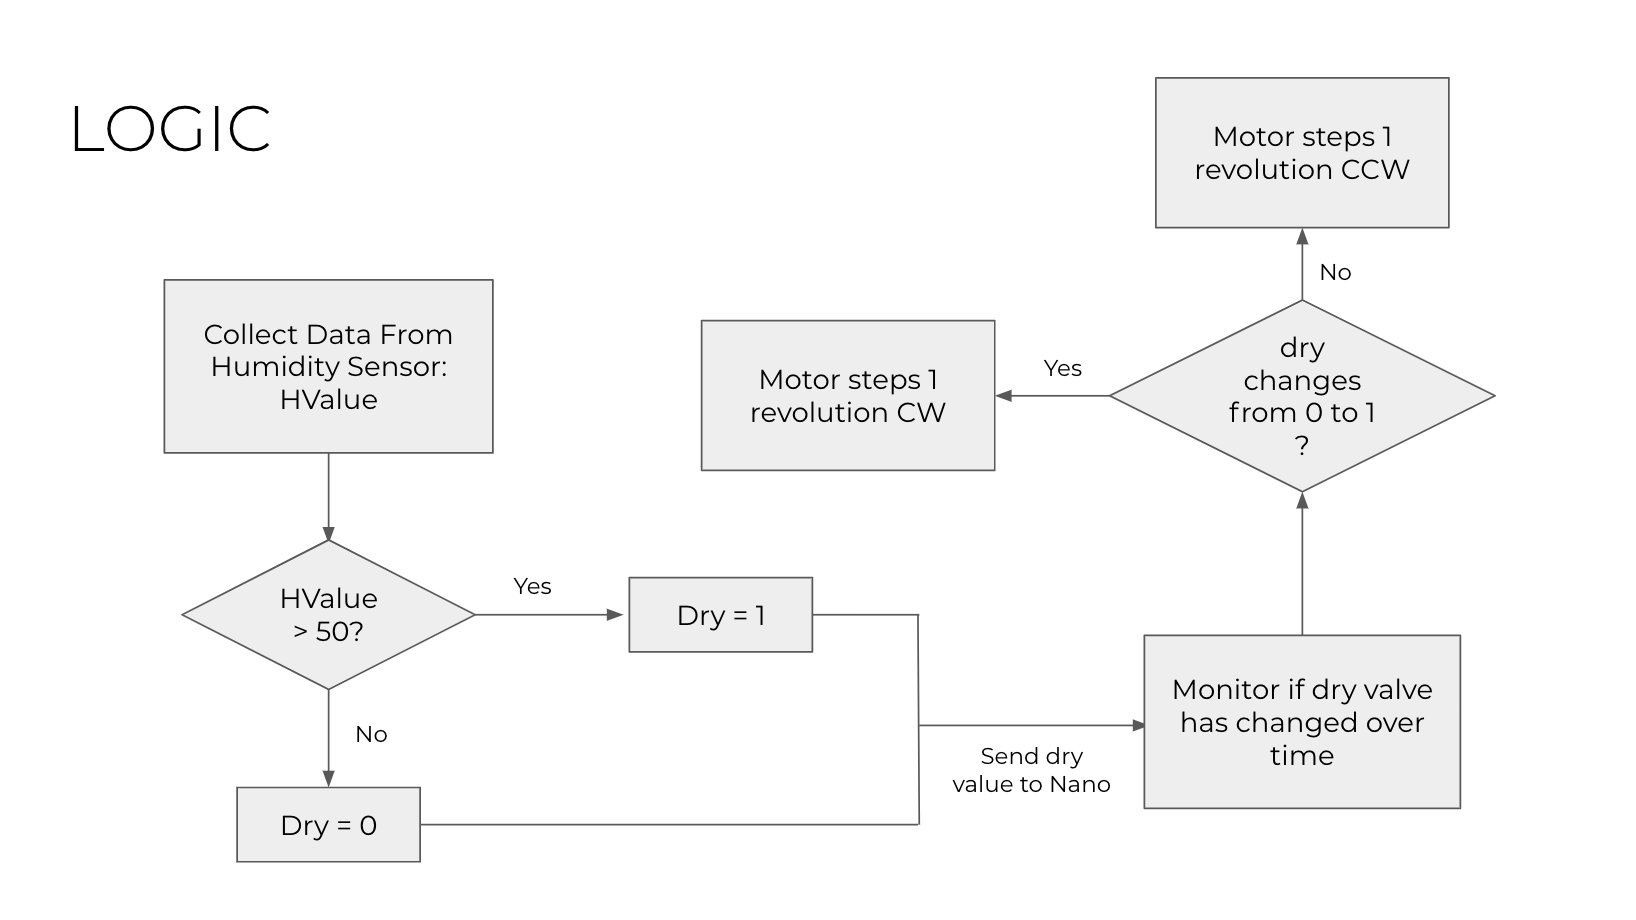 LOGIC
Collect Data From
Humidity Sensor:
HValue
HValue
> 50?
Yes
Dry = 1
No
Dry = 0
Send dry
value to Nano
Monitor if dry valve
has changed over
time
dry
changes
from 0 to 1
?
Yes
Motor steps 1
revolution CW
No
Motor steps 1
revolution CCW